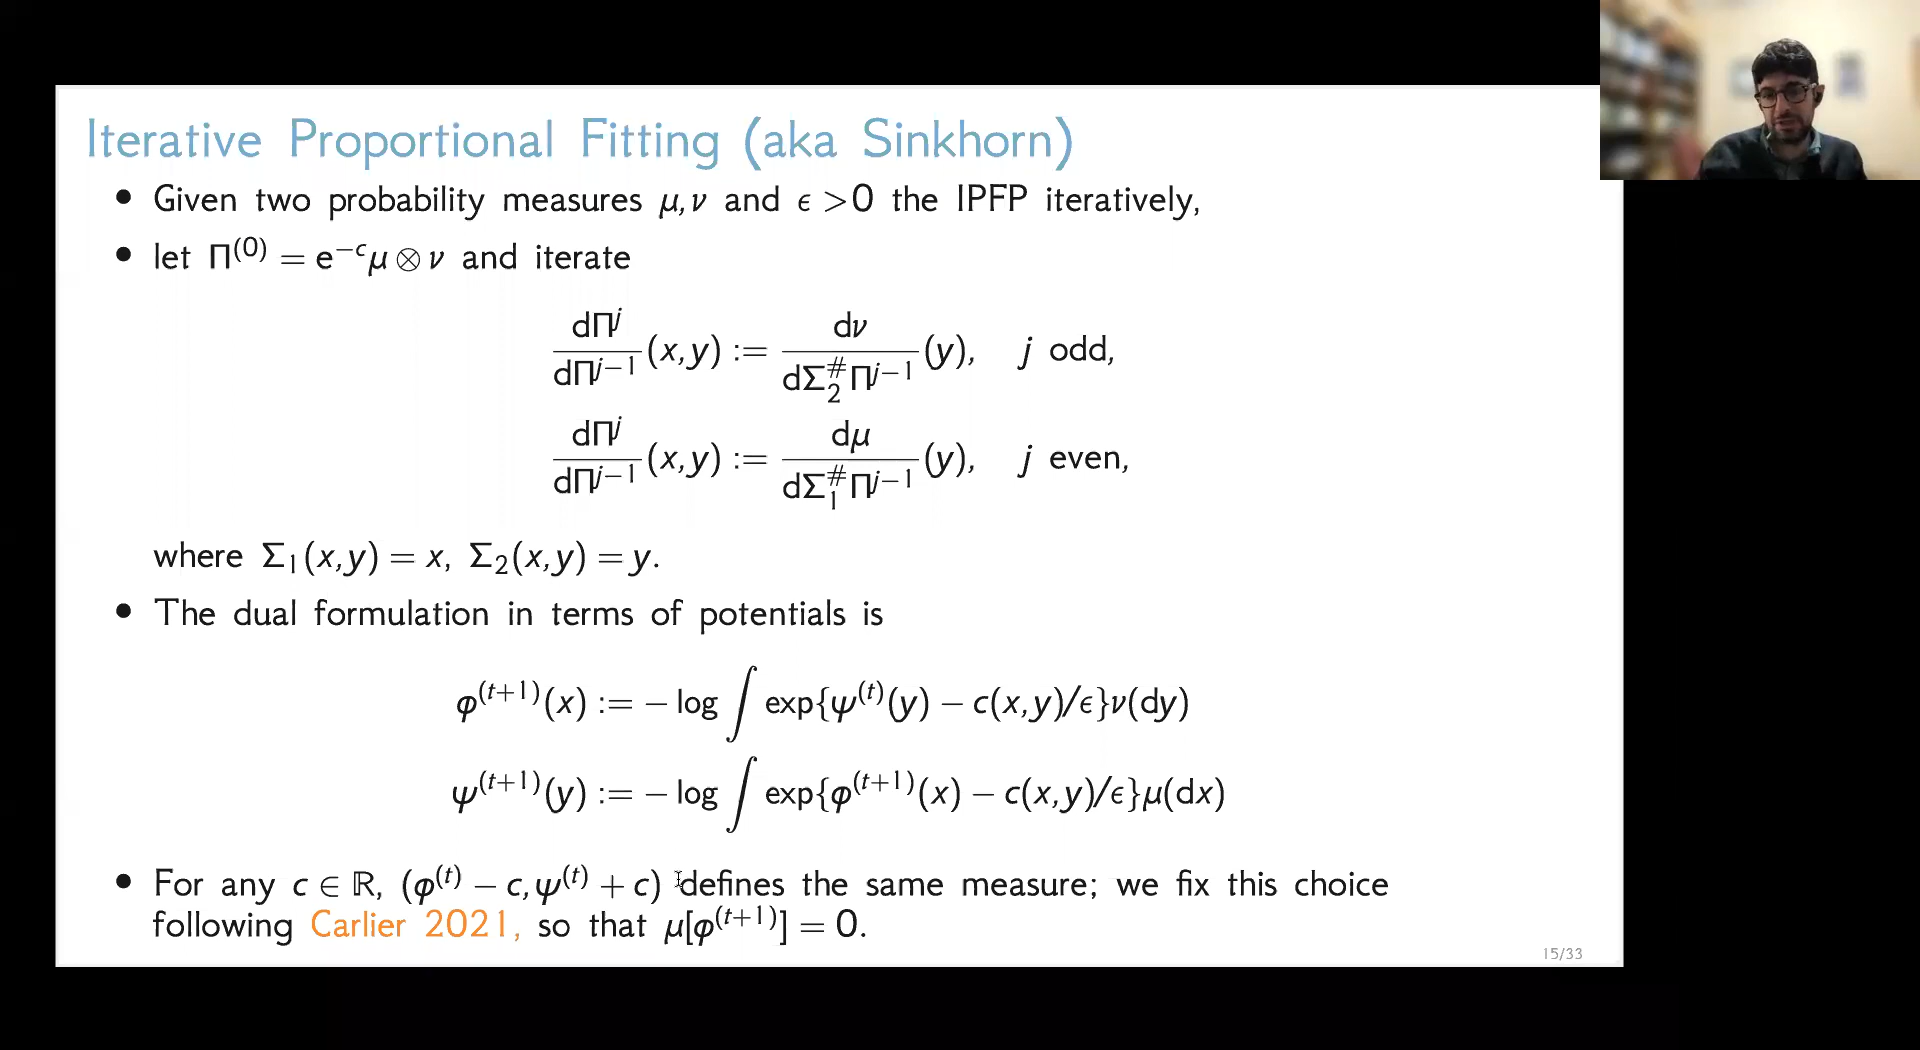 Iterative Proportional Fitting (aka Sinkhorn)
• Given two probability measures μ, ν and ϵ > 0 the IPFP iteratively,
• let Π^(0) = e^−c μ ⊗ ν and iterate
dΠ^j/dΠ^j−1 (x,y) := dν/dΣ_2^# Π^j−1 (y), j odd,
dΠ^j/dΠ^j−1 (x,y) := dμ/dΣ_1^# Π^j−1 (y), j even,
where Σ_1(x,y) = x, Σ_2(x,y) = y.
• The dual formulation in terms of potentials is
φ^(t+1)(x) := − log ∫ exp{ψ^(t)(y) − c(x,y)/ϵ}ν(dy)
ψ^(t+1)(y) := − log ∫ exp{φ^(t+1)(x) − c(x,y)/ϵ}μ(dx)
• For any c ∈ ℝ, (φ^(t) − c, ψ^(t) + c) defines the same measure; we fix this choice
following Carlier 2021, so that μ[φ^(t+1)] = 0.
15/33